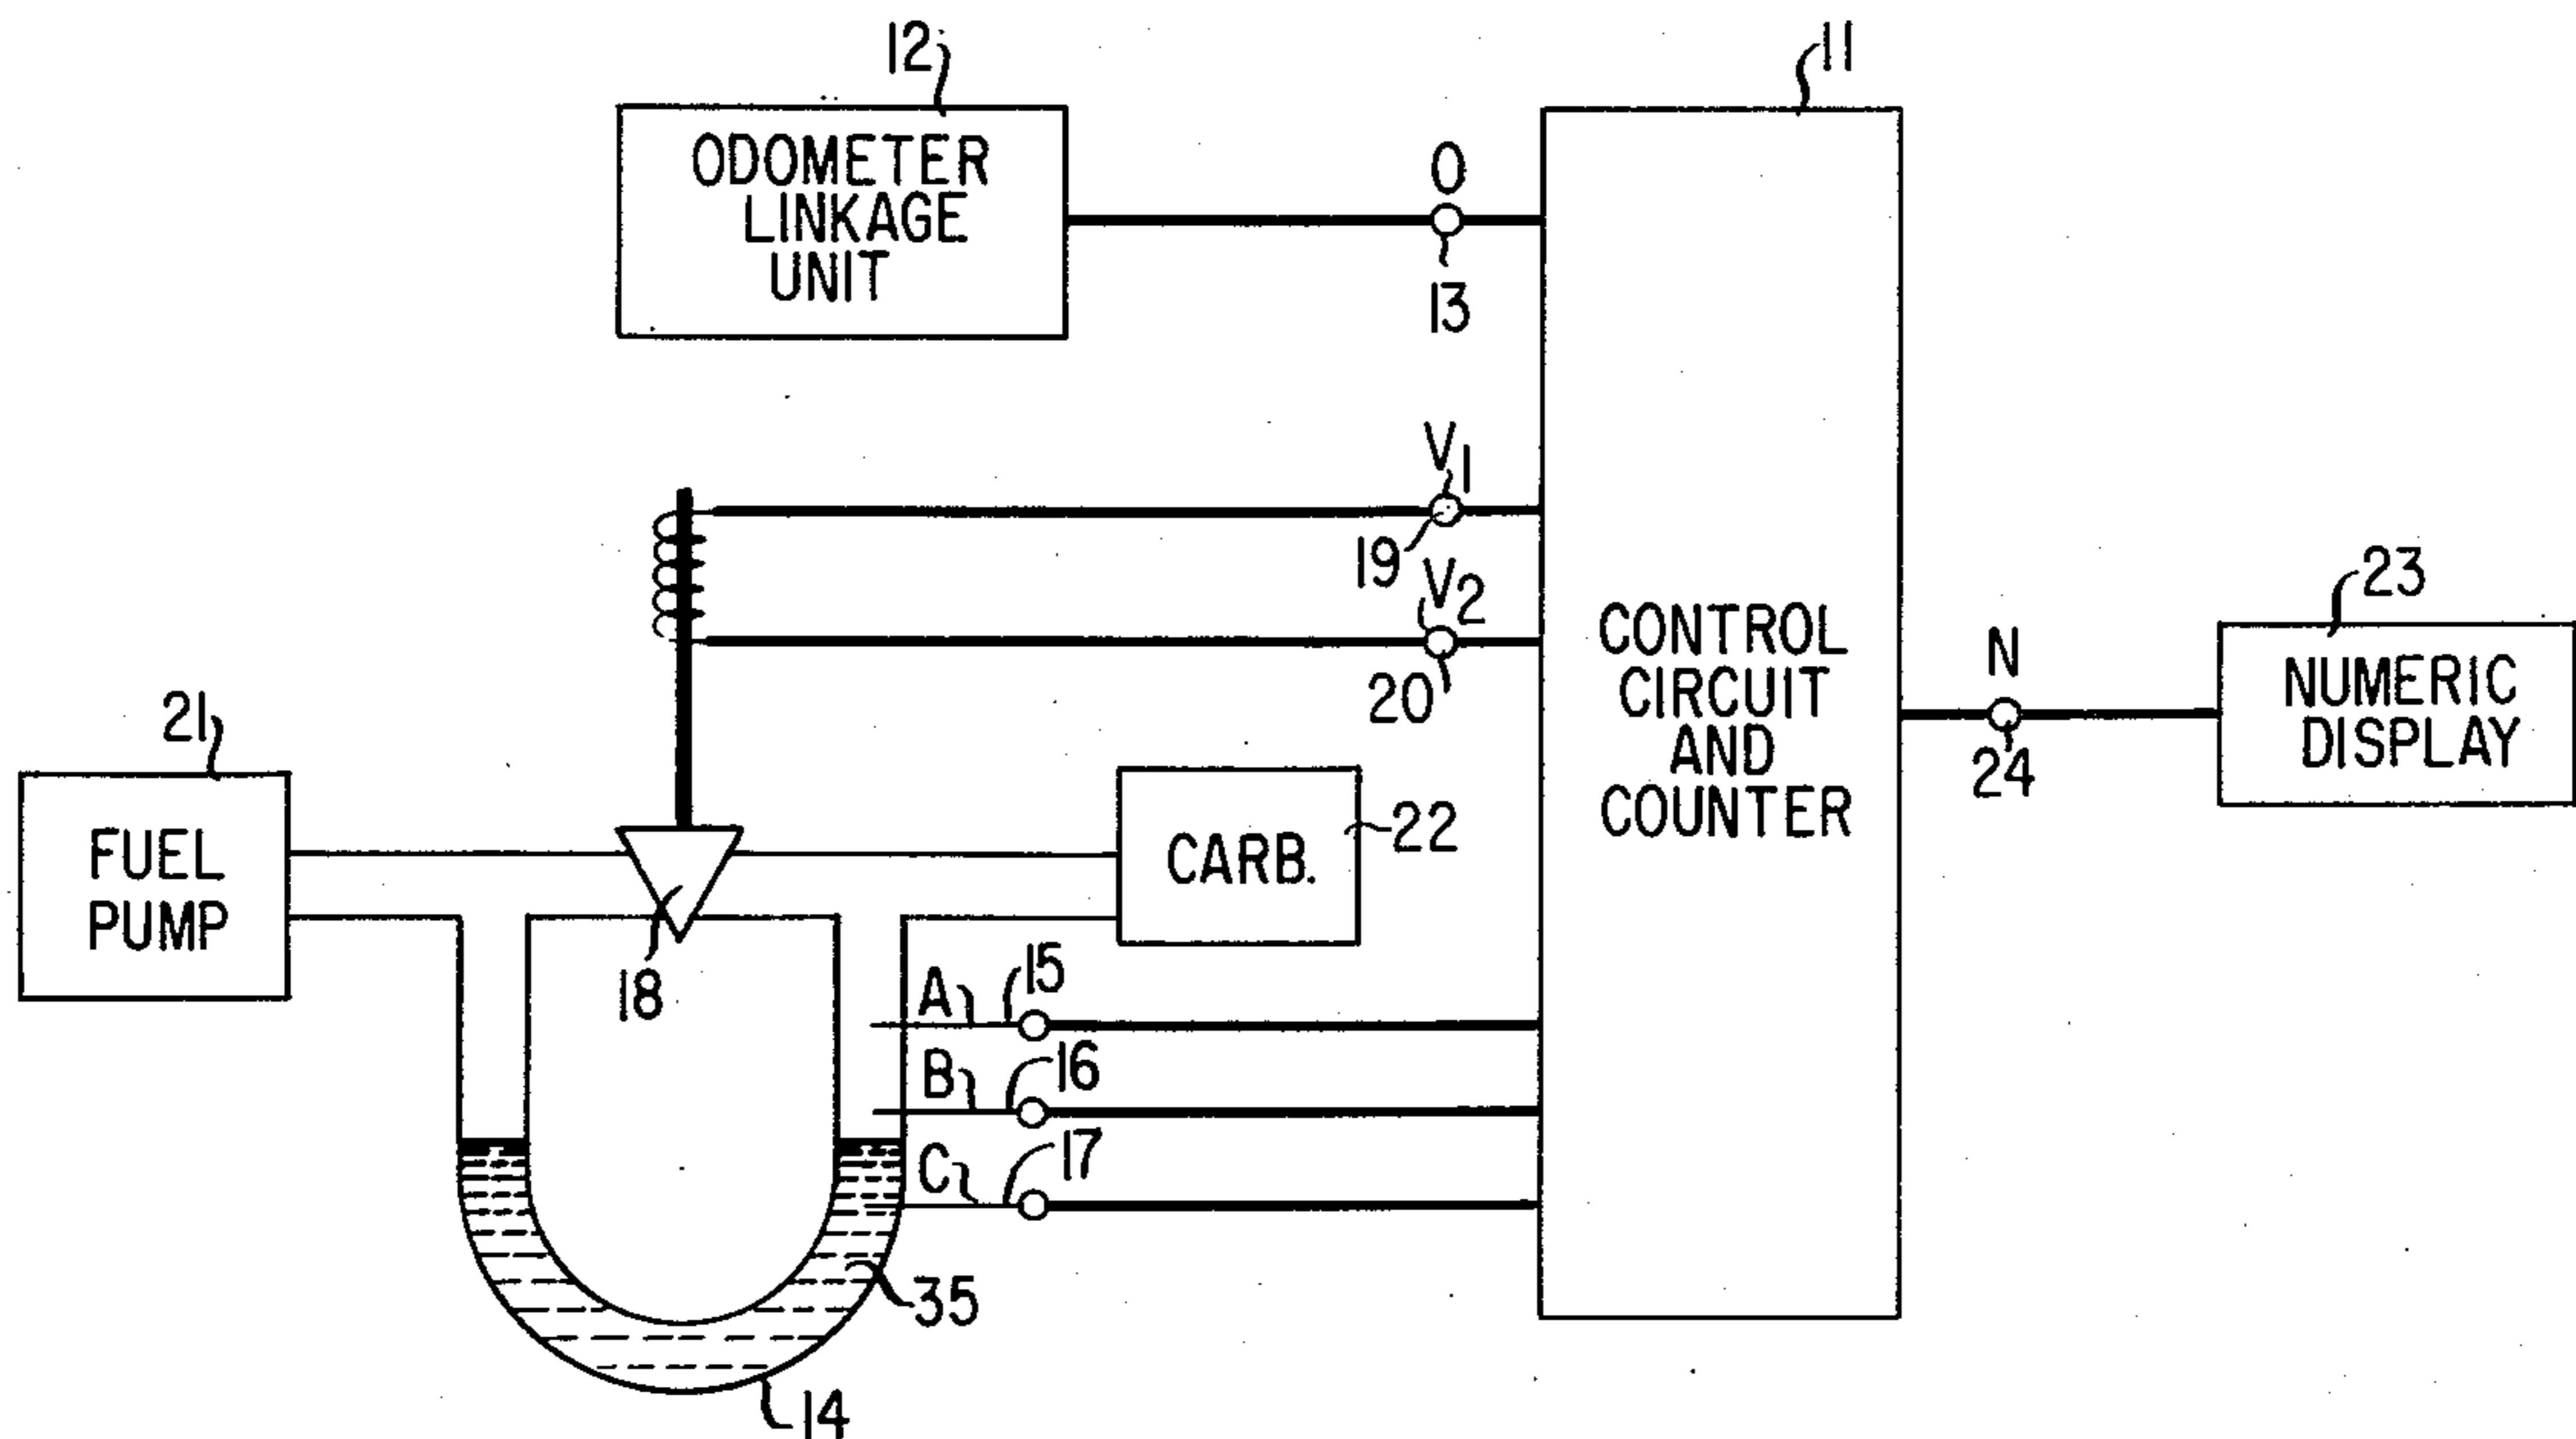 12
11
ODOMETER
LINKAGE
UNIT
O
13
V1
19
V2
20
CONTROL
CIRCUIT
AND
COUNTER
23
N
24
NUMERIC
DISPLAY
21
FUEL
PUMP
18
CARB.
22
A
15
B
16
C
17
35
14